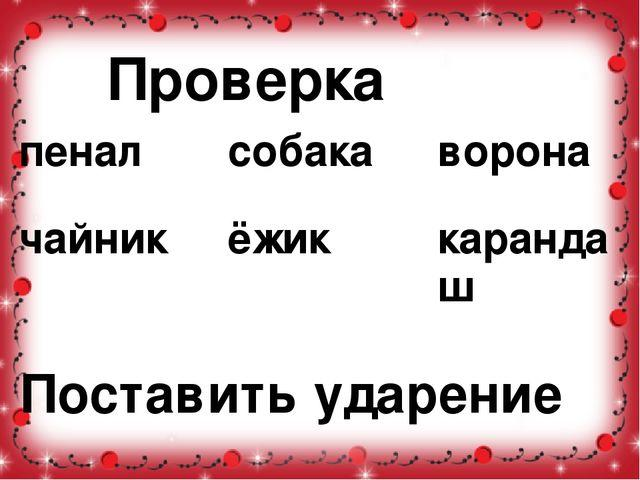 Проверка
пенал собака ворона
чайник ёжик каранда
ш
Поставить ударение